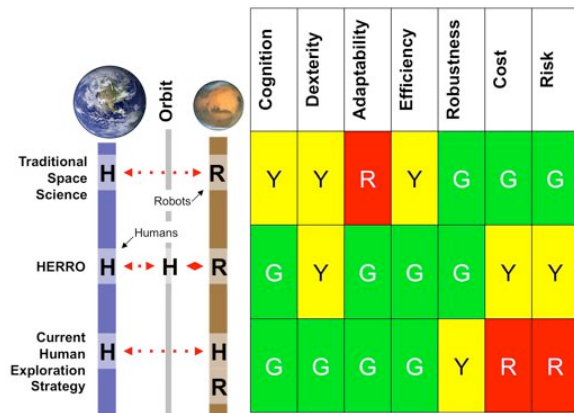 Orbit
Cognition
Dexterity
Adaptability
Efficiency
Robustness
Cost
Risk
Traditional
Space
Science
H
R
Y Y R Y G G G
Robots
Humans
HERRO
H H R
G Y G G G Y Y
Current
Human
Exploration
Strategy
H H
R
G G G G Y R R